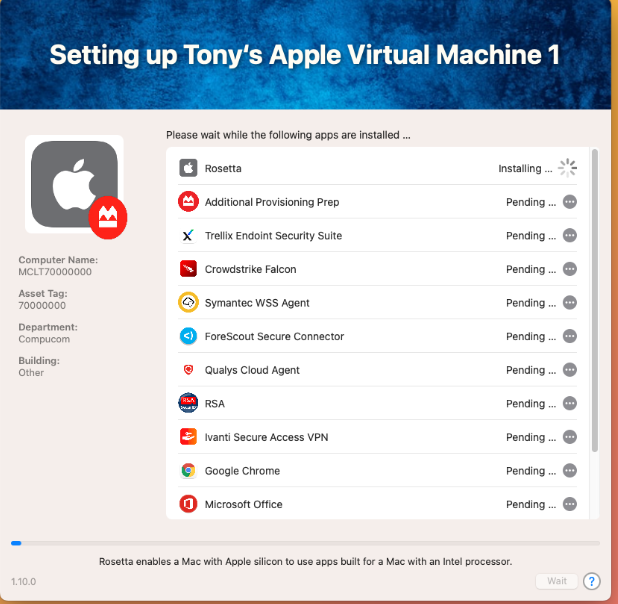 Setting up Tony‘s Apple Virtual Machine 1
Please wait while the following apps are installed ...
Rosetta Installing ...
Additional Provisioning Prep Pending ...
Trellix Endoint Security Suite Pending ...
Crowdstrike Falcon Pending ...
Symantec WSS Agent Pending ...
ForeScout Secure Connector Pending ...
Qualys Cloud Agent Pending ...
RSA RSA Pending ...
Ivanti Secure Access VPN Pending ...
Google Chrome Pending ...
Microsoft Office Pending ...
Computer Name:
MCLT70000000
Asset Tag:
70000000
Department:
Compucom
Building:
Other
Rosetta enables a Mac with Apple silicon to use apps built for a Mac with an Intel processor.
1.10.0
Wait ?